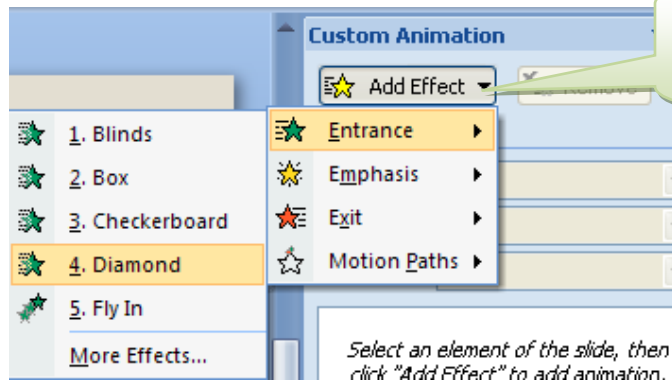 Custom Animation
Add Effect
Remove
Entrance
Emphasis
Exit
Motion Paths
1. Blinds
2. Box
3. Checkerboard
4. Diamond
5. Fly In
More Effects...
Select an element of the slide, then
click "Add Effect" to add animation.